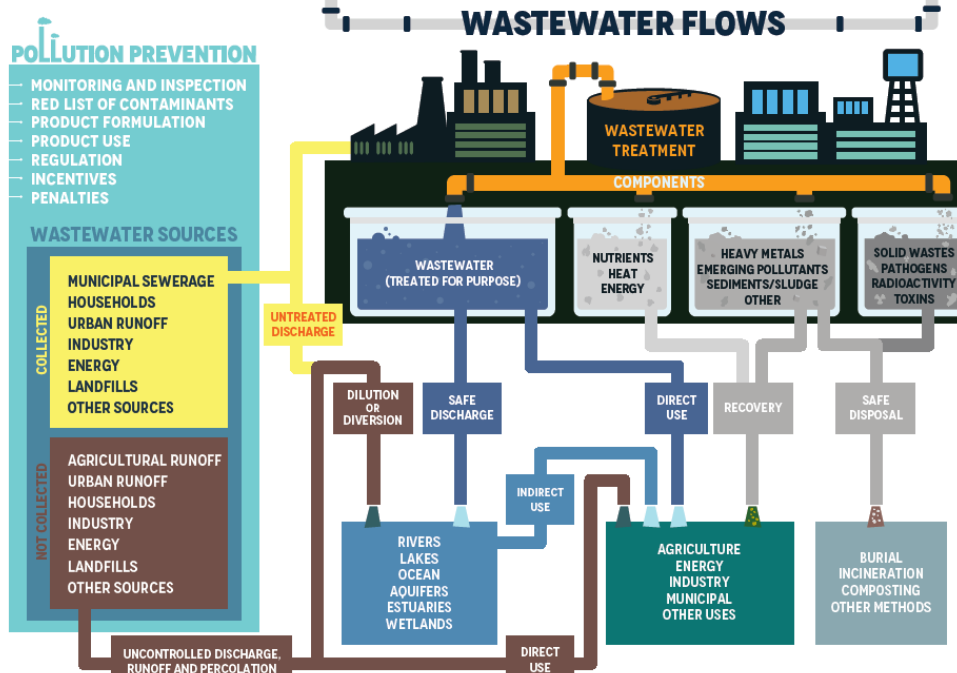 WASTEWATER FLOWS
POLLUTION PREVENTION
MONITORING AND INSPECTION
RED LIST OF CONTAMINANTS
PRODUCT FORMULATION
PRODUCT USE
REGULATION
INCENTIVES
PENALTIES
WASTEWATER SOURCES
COLLECTED
MUNICIPAL SEWERAGE
HOUSEHOLDS
URBAN RUNOFF
INDUSTRY
ENERGY
LANDFILLS
OTHER SOURCES
NOT COLLECTED
AGRICULTURAL RUNOFF
URBAN RUNOFF
HOUSEHOLDS
INDUSTRY
ENERGY
LANDFILLS
OTHER SOURCES
WASTEWATER
TREATMENT
COMPONENTS
WASTEWATER
(TREATED FOR PURPOSE)
NUTRIENTS
HEAT
ENERGY
HEAVY METALS
EMERGING POLLUTANTS
SEDIMENTS/SLUDGE
OTHER
SOLID WASTES
PATHOGENS
RADIOACTIVITY
TOXINS
UNTREATED
DISCHARGE
DILUTION
OR
DIVERSION
SAFE
DISCHARGE
DIRECT
USE
RECOVERY
SAFE
DISPOSAL
INDIRECT
USE
RIVERS
LAKES
OCEAN
AQUIFERS
ESTUARIES
WETLANDS
AGRICULTURE
ENERGY
INDUSTRY
MUNICIPAL
OTHER USES
BURIAL
INCINERATION
COMPOSTING
OTHER METHODS
UNCONTROLLED DISCHARGE,
RUNOFF AND PERCOLATION
DIRECT
USE